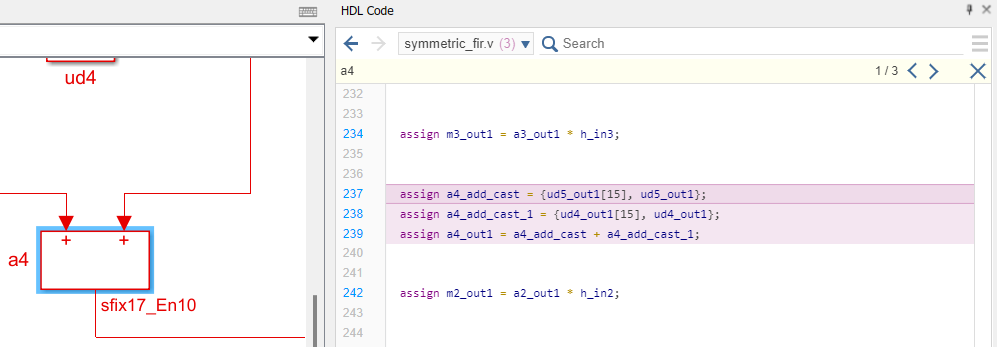 HDL Code
symmetric_fir.v (3)
Search
a4
1 / 3
232
233
234 assign m3_out1 = a3_out1 * h_in3;
235
236
237 assign a4_add_cast = {ud5_out1[15], ud5_out1};
238 assign a4_add_cast_1 = {ud4_out1[15], ud4_out1};
239 assign a4_out1 = a4_add_cast + a4_add_cast_1;
240
241
242 assign m2_out1 = a2_out1 * h_in2;
243
244
ud4
+ +
a4
sfix17_En10